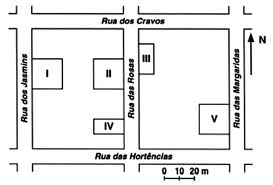 Rua dos Cravos
N
Rua dos Jasmins
I
II
Rua das Rosas
III
Rua das Margaridas
IV
V
Rua das Hortências
0 10 20 m